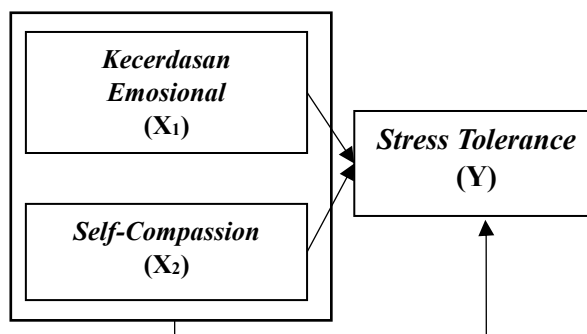 Kecerdasan
Emosional
(X₁)
Stress Tolerance
(Y)
Self-Compassion
(X₂)